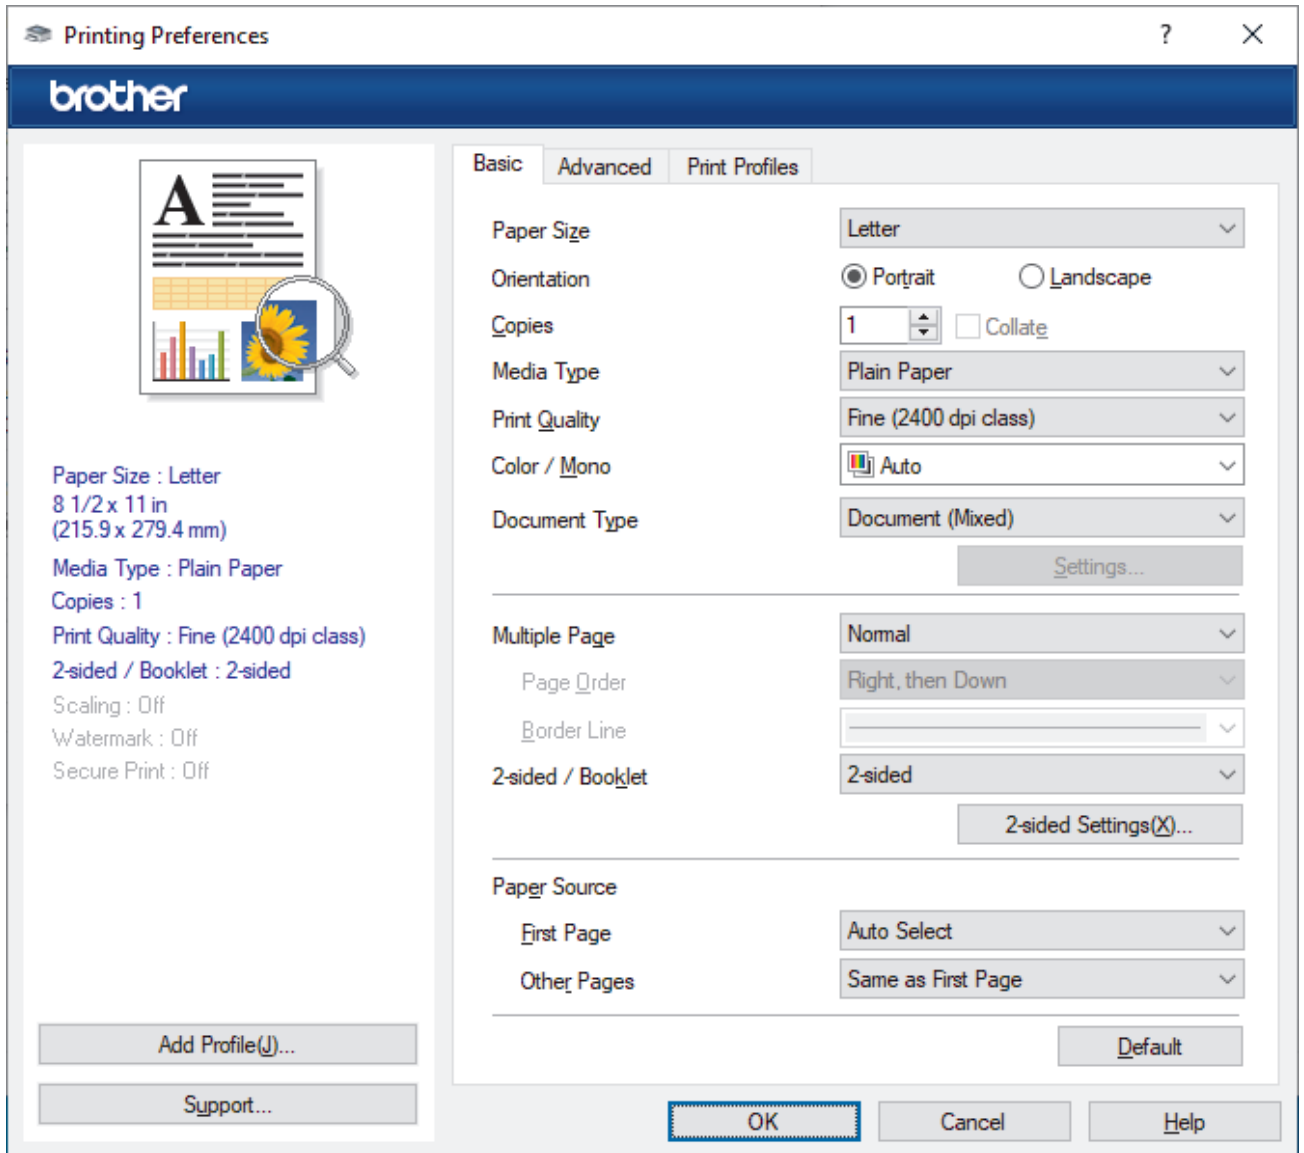 Printing Preferences
?
brother
A
Paper Size : Letter
8 1/2 x 11 in
(215.9 x 279.4 mm)
Media Type : Plain Paper
Copies : 1
Print Quality : Fine (2400 dpi class)
2-sided / Booklet : 2-sided
Scaling : Off
Watermark : Off
Secure Print : Off
Add Profile(J)...
Support...
Basic Advanced Print Profiles
Paper Size Letter
Orientation Portrait Landscape
Copies 1 Collate
Media Type Plain Paper
Print Quality Fine (2400 dpi class)
Color / Mono Auto
Document Type Document (Mixed)
Settings...
Multiple Page Normal
Page Order Right, then Down
Border Line
2-sided / Booklet 2-sided
2-sided Settings(X)...
Paper Source
First Page Auto Select
Other Pages Same as First Page
Default
OK Cancel Help